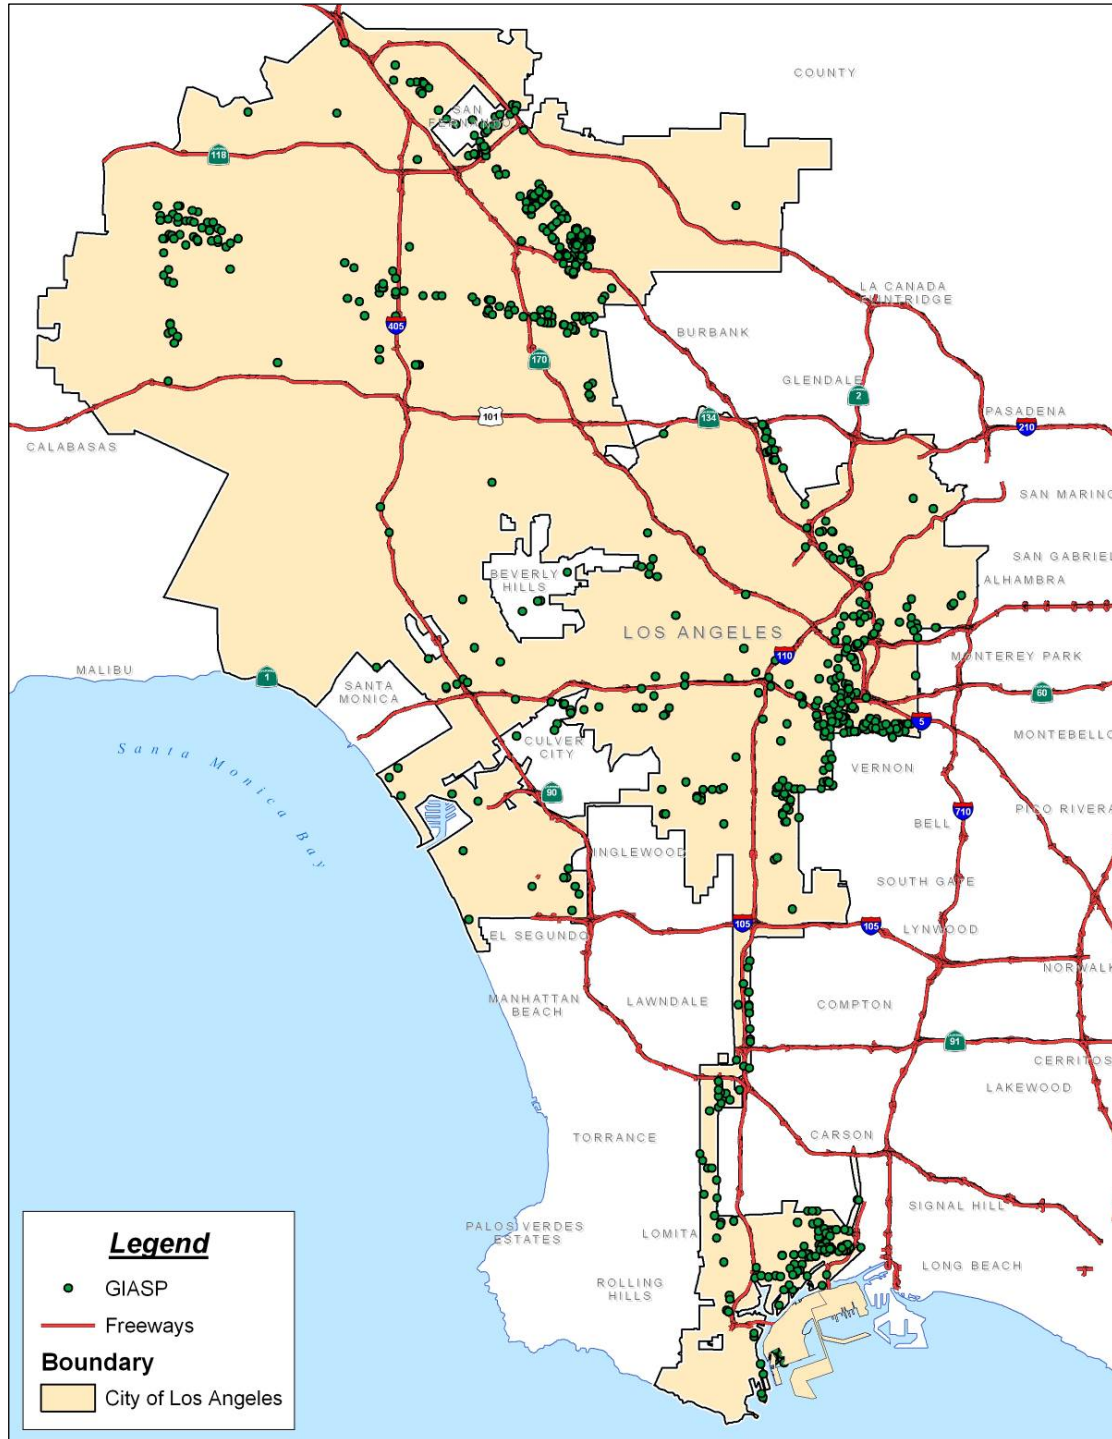 COUNTY
SAN
FERNANDO
118
LA CANADA
FLINTRIDGE
405
BURBANK
170
GLENDALE
2
101
134
PASADENA
210
CALABASAS
SAN MARINO
SAN GABRIEL
BEVERLY
HILLS
ALHAMBRA
LOS ANGELES
110
MONTEREY PARK
MALIBU
1
SANTA
MONICA
60
5
MONTEBELLO
CULVER
CITY
Santa Monica Bay
VERNON
90
710
PICO RIVERA
BELL
INGLEWOOD
SOUTH GATE
105
105
LYNWOOD
EL SEGUNDO
NORWALK
MANHATTAN
BEACH
LAWNDALE
COMPTON
91
CERRITOS
LAKEWOOD
TORRANCE
CARSON
SIGNAL HILL
PALOS VERDES
ESTATES
LOMITA
LONG BEACH
ROLLING
HILLS
Legend
GIASP
Freeways
Boundary
City of Los Angeles